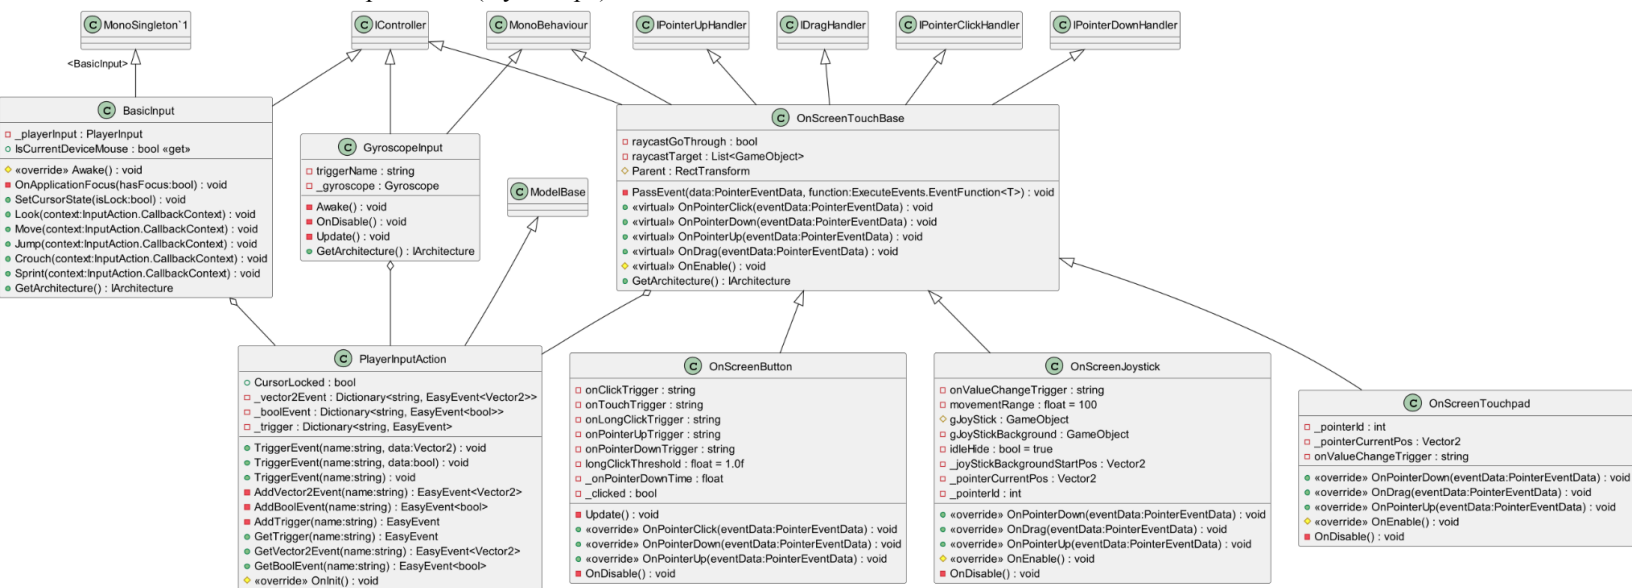 C MonoSingleton`1
C IController
C MonoBehaviour
C IPointerUpHandler
C IDragHandler
C IPointerClickHandler
C IPointerDownHandler
<BasicInput>
C BasicInput
_playerInput : PlayerInput
IsCurrentDeviceMouse : bool «get»
«override» Awake() : void
OnApplicationFocus(hasFocus:bool) : void
SetCursorState(isLock:bool) : void
Look(context:InputAction.CallbackContext) : void
Move(context:InputAction.CallbackContext) : void
Jump(context:InputAction.CallbackContext) : void
Crouch(context:InputAction.CallbackContext) : void
Sprint(context:InputAction.CallbackContext) : void
GetArchitecture() : IArchitecture
C GyroscopeInput
triggerName : string
_gyroscope : Gyroscope
Awake() : void
OnDisable() : void
Update() : void
GetArchitecture() : IArchitecture
C ModelBase
C OnScreenTouchBase
raycastGoThrough : bool
raycastTarget : List<GameObject>
Parent : RectTransform
PassEvent(data:PointerEventData, function:ExecuteEvents.EventFunction<T>) : void
«virtual» OnPointerClick(eventData:PointerEventData) : void
«virtual» OnPointerDown(eventData:PointerEventData) : void
«virtual» OnPointerUp(eventData:PointerEventData) : void
«virtual» OnDrag(eventData:PointerEventData) : void
«virtual» OnEnable() : void
GetArchitecture() : IArchitecture
C PlayerInputAction
CursorLocked : bool
_vector2Event : Dictionary<string, EasyEvent<Vector2>>
_boolEvent : Dictionary<string, EasyEvent<bool>>
_trigger : Dictionary<string, EasyEvent>
TriggerEvent(name:string, data:Vector2) : void
TriggerEvent(name:string, data:bool) : void
TriggerEvent(name:string) : void
AddVector2Event(name:string) : EasyEvent<Vector2>
AddBoolEvent(name:string) : EasyEvent<bool>
AddTrigger(name:string) : EasyEvent
GetTrigger(name:string) : EasyEvent
GetVector2Event(name:string) : EasyEvent<Vector2>
GetBoolEvent(name:string) : EasyEvent<bool>
«override» OnInit() : void
C OnScreenButton
onClickTrigger : string
onTouchTrigger : string
onLongClickTrigger : string
onPointerUpTrigger : string
onPointerDownTrigger : string
longClickThreshold : float = 1.0f
_onPointerDownTime : float
_clicked : bool
Update() : void
«override» OnPointerClick(eventData:PointerEventData) : void
«override» OnPointerDown(eventData:PointerEventData) : void
«override» OnPointerUp(eventData:PointerEventData) : void
OnDisable() : void
C OnScreenJoystick
onValueChangeTrigger : string
movementRange : float = 100
gJoyStick : GameObject
gJoyStickBackground : GameObject
idleHide : bool = true
_joyStickBackgroundStartPos : Vector2
_pointerCurrentPos : Vector2
_pointerId : int
«override» OnPointerDown(eventData:PointerEventData) : void
«override» OnDrag(eventData:PointerEventData) : void
«override» OnPointerUp(eventData:PointerEventData) : void
«override» OnEnable() : void
OnDisable() : void
C OnScreenTouchpad
_pointerId : int
_pointerCurrentPos : Vector2
onValueChangeTrigger : string
«override» OnPointerDown(eventData:PointerEventData) : void
«override» OnDrag(eventData:PointerEventData) : void
«override» OnPointerUp(eventData:PointerEventData) : void
«override» OnEnable() : void
OnDisable() : void